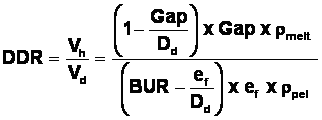 DDR = V_h / V_d = ((1 − Gap / D_d) x Gap x ρ_melt) / ((BUR − e_f / D_d) x e_f x ρ_pel)